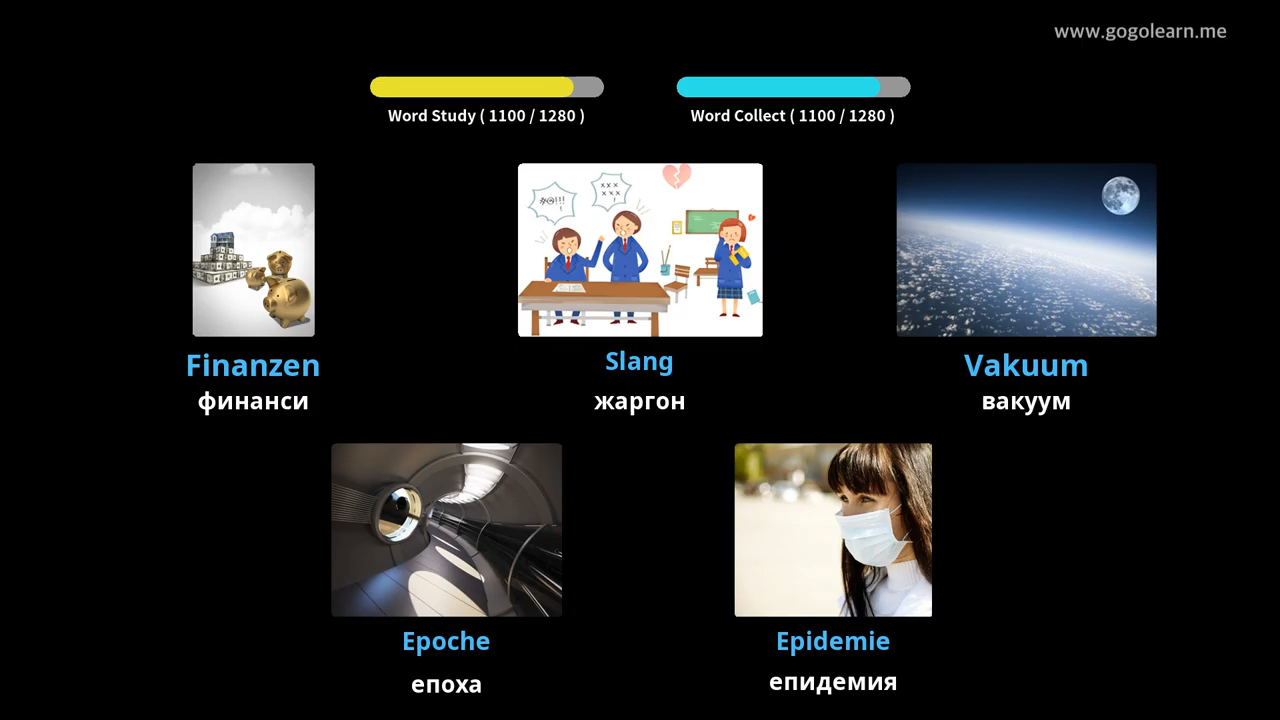 www.gogolearn.me
Word Study ( 1100 / 1280 )
Word Collect ( 1100 / 1280 )
Finanzen
финанси
Slang
жаргон
Vakuum
вакуум
Epoche
епоха
Epidemie
епидемия